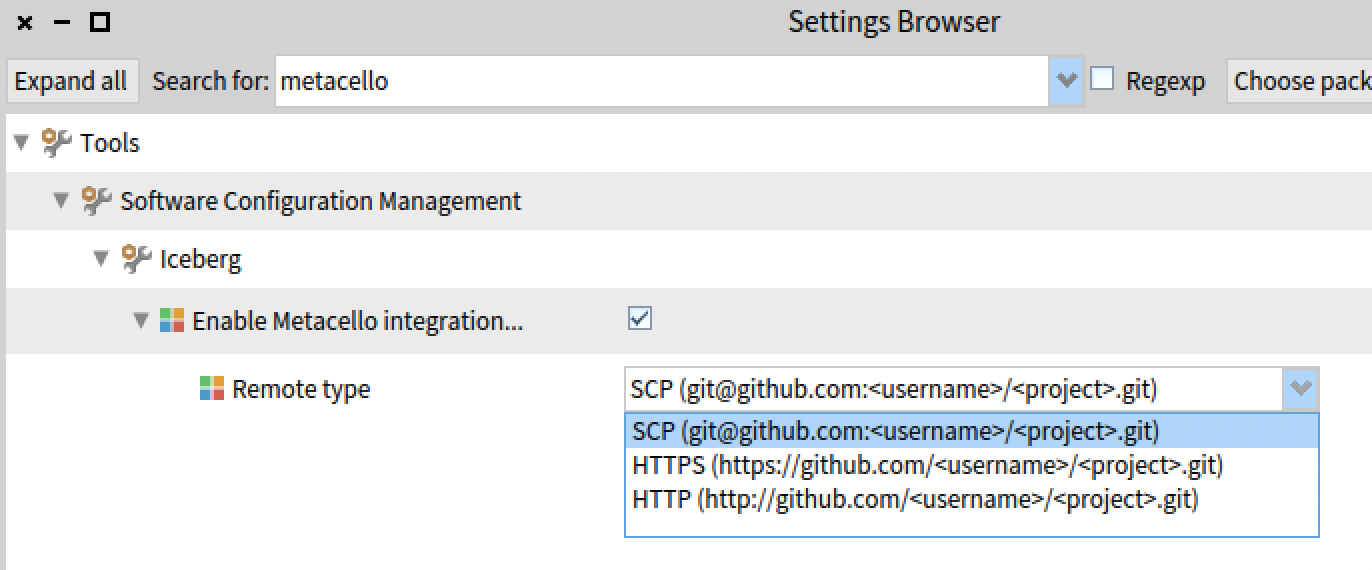 Settings Browser
Expand all Search for: metacello Regexp Choose pack
Tools
Software Configuration Management
Iceberg
Enable Metacello integration...
Remote type SCP (git@github.com:<username>/<project>.git)
SCP (git@github.com:<username>/<project>.git)
HTTPS (https://github.com/<username>/<project>.git)
HTTP (http://github.com/<username>/<project>.git)